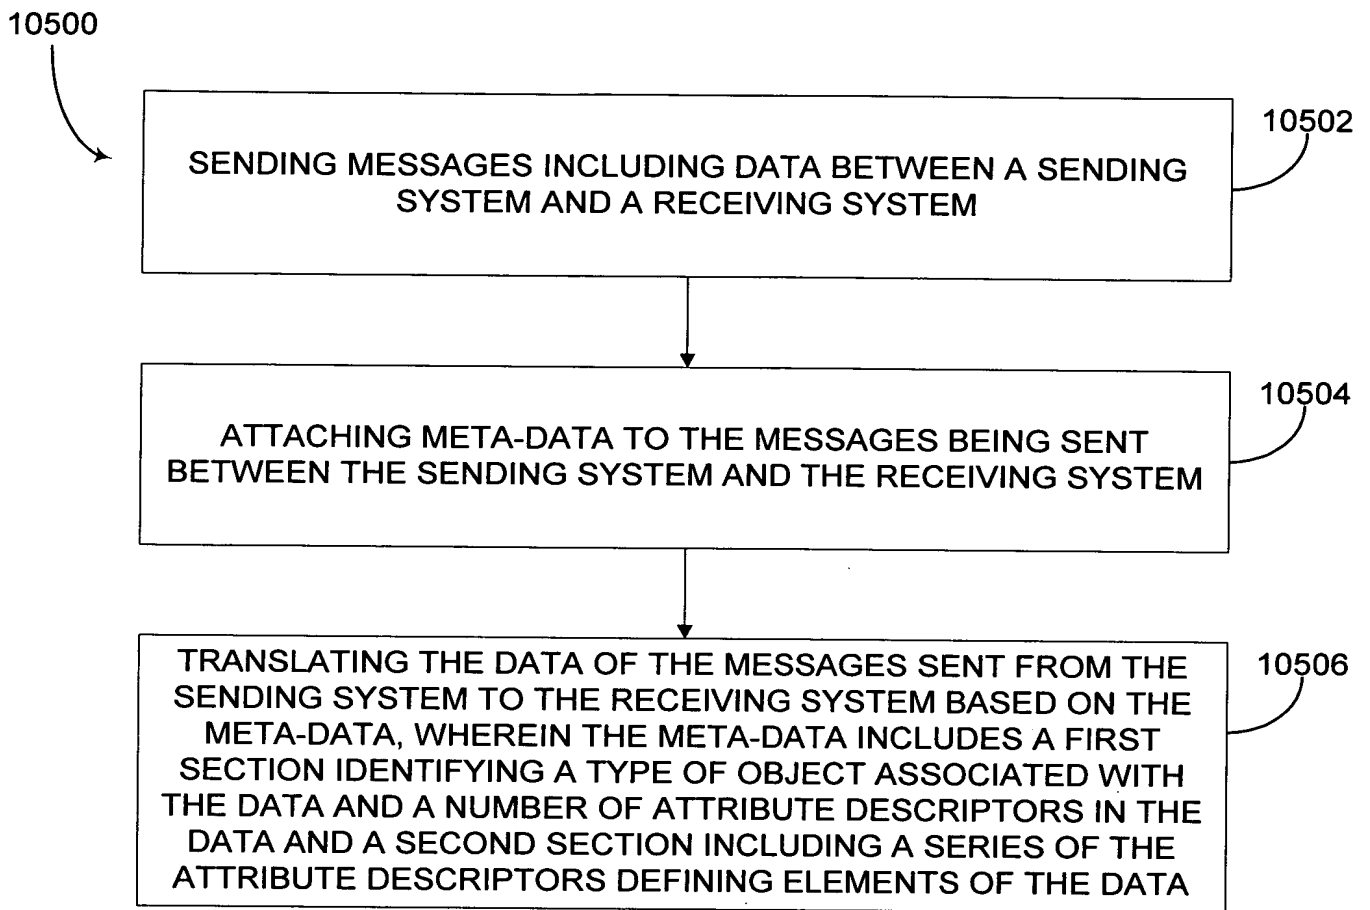 10500
10502
SENDING MESSAGES INCLUDING DATA BETWEEN A SENDING
SYSTEM AND A RECEIVING SYSTEM
10504
ATTACHING META-DATA TO THE MESSAGES BEING SENT
BETWEEN THE SENDING SYSTEM AND THE RECEIVING SYSTEM
10506
TRANSLATING THE DATA OF THE MESSAGES SENT FROM THE
SENDING SYSTEM TO THE RECEIVING SYSTEM BASED ON THE
META-DATA, WHEREIN THE META-DATA INCLUDES A FIRST
SECTION IDENTIFYING A TYPE OF OBJECT ASSOCIATED WITH
THE DATA AND A NUMBER OF ATTRIBUTE DESCRIPTORS IN THE
DATA AND A SECOND SECTION INCLUDING A SERIES OF THE
ATTRIBUTE DESCRIPTORS DEFINING ELEMENTS OF THE DATA